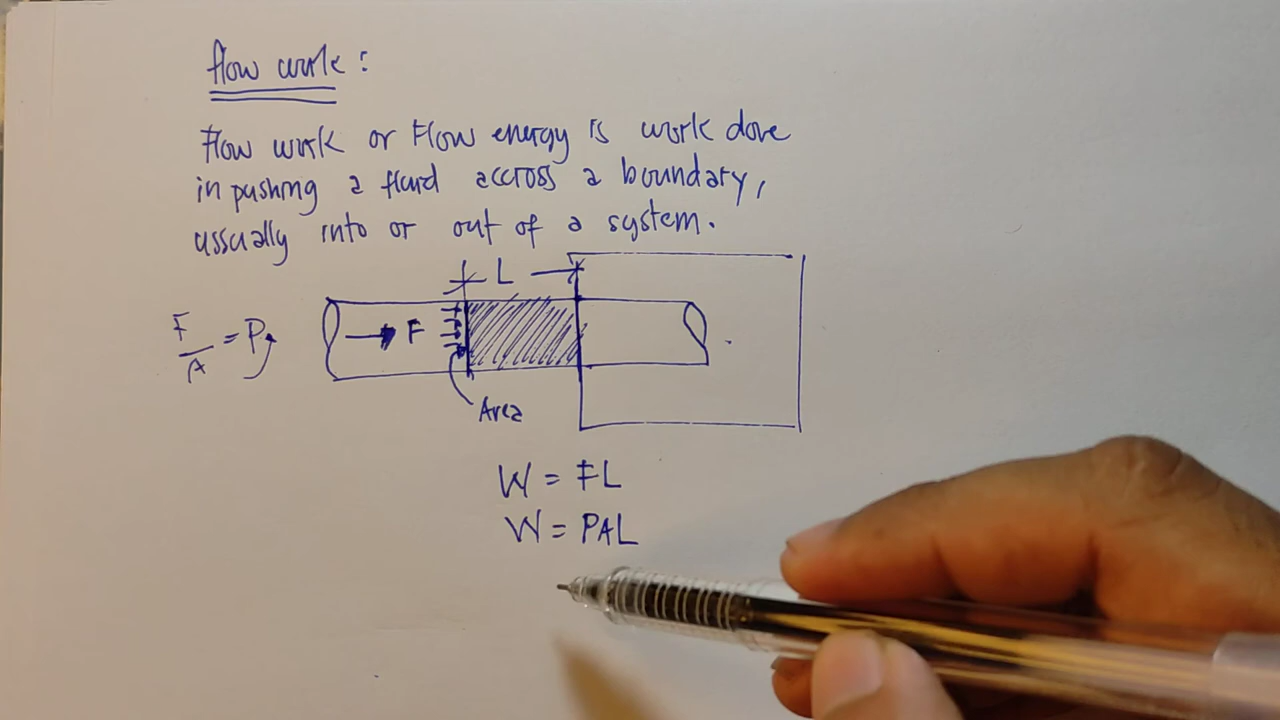 flow work:
Flow work or Flow energy is work done
in pushing a fluid accross a boundary,
ussually into or out of a system.
L
F/A = P
F
Area
W = FL
W = PAL